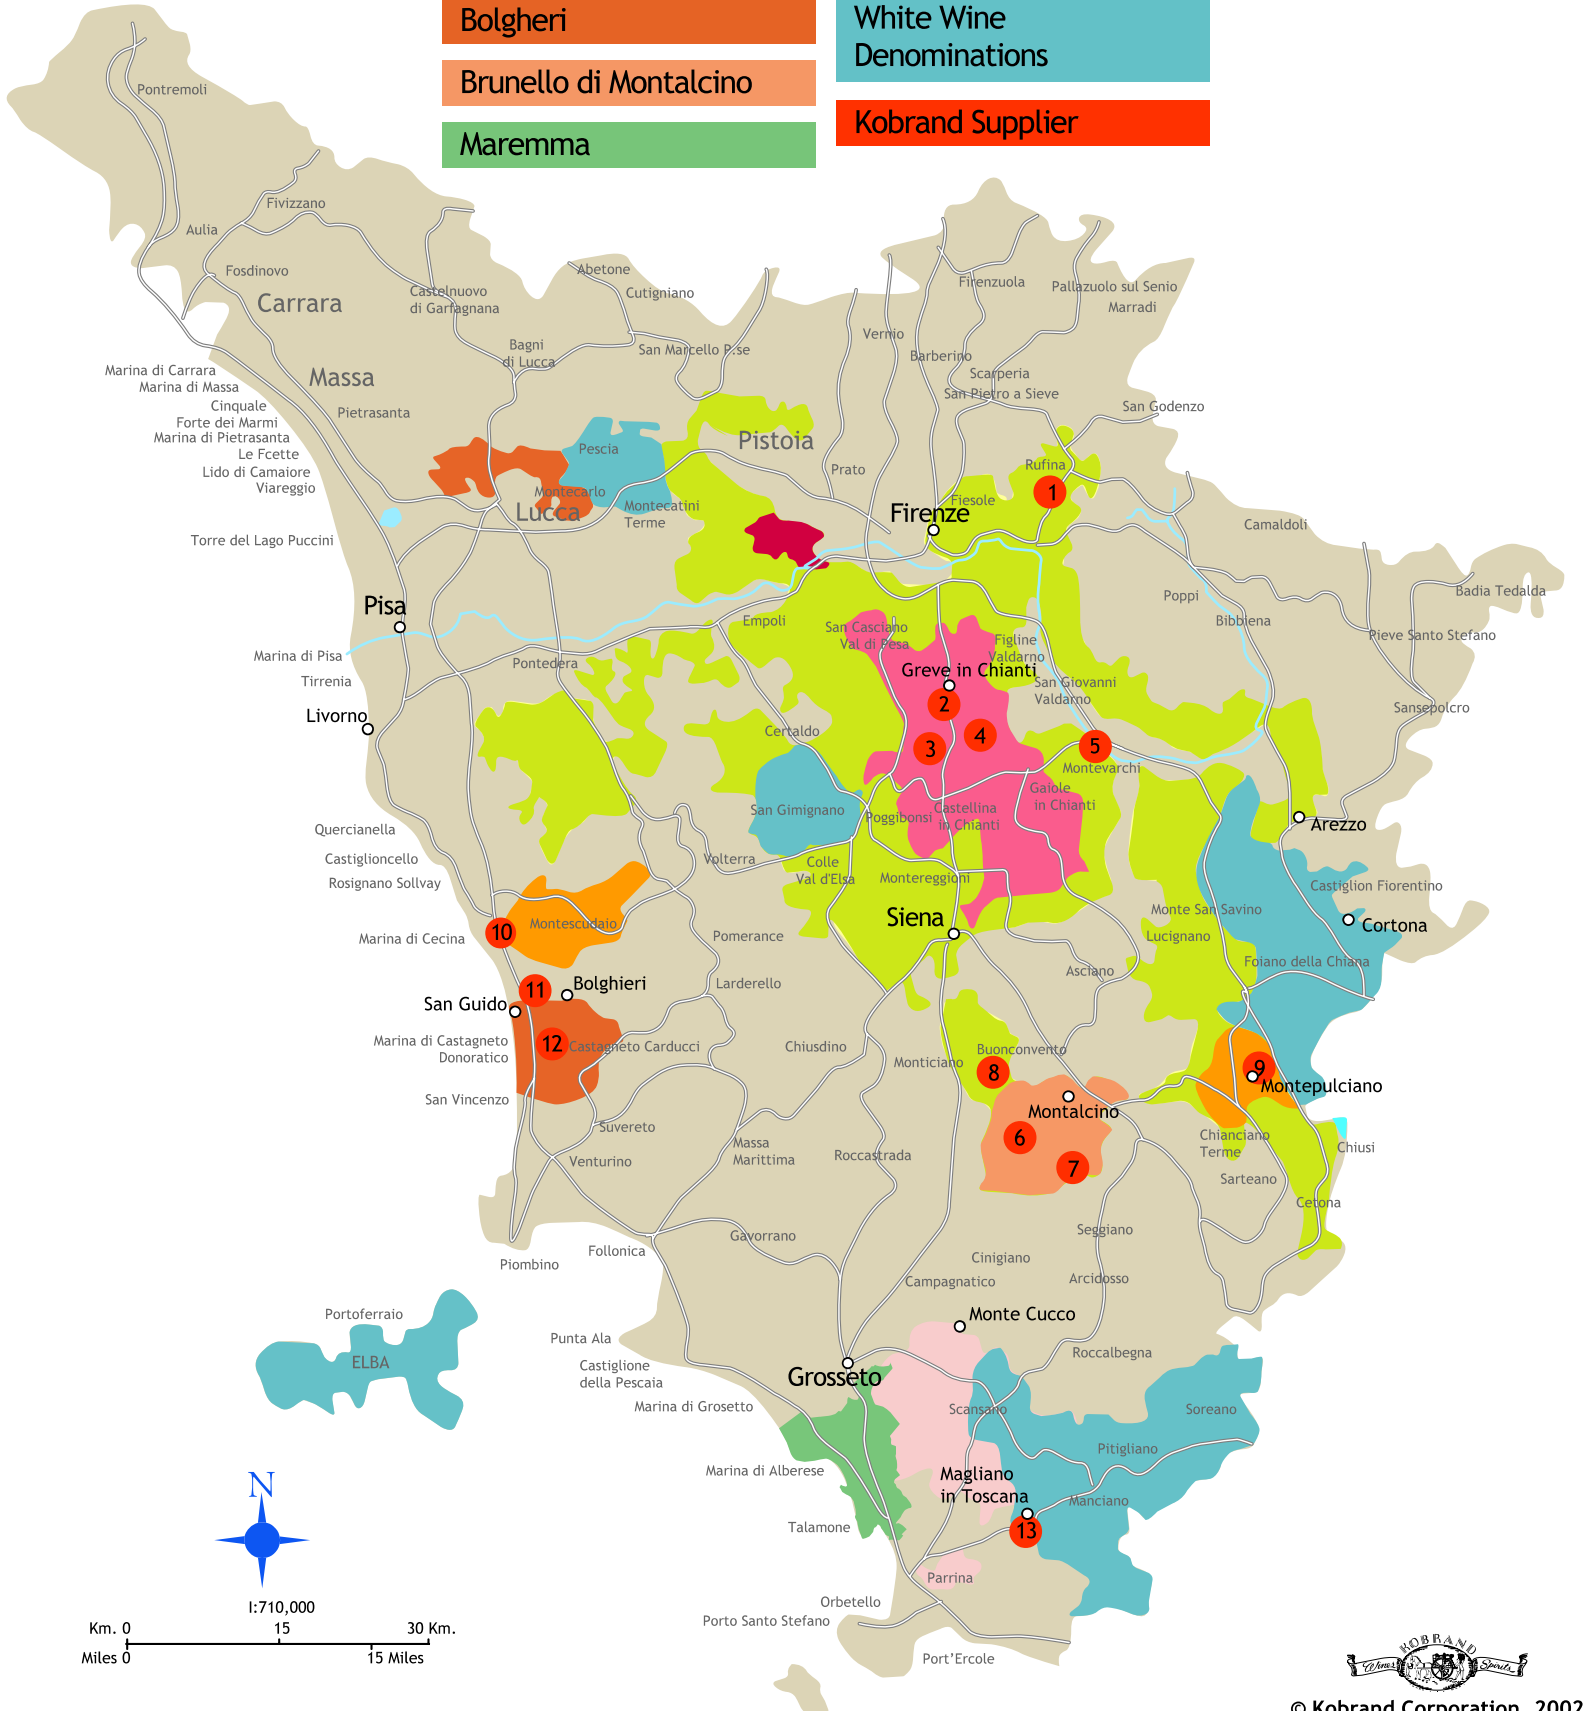 Bolgheri
Brunello di Montalcino
Maremma
White Wine
Denominations
Kobrand Supplier
Pontremoli
Fivizzano
Aulia
Fosdinovo
Carrara
Castelnuovo
di Garfagnana
Abetone
Cutigniano
Firenzuola
Pallazuolo sul Senio
Marradi
Vernio
Bagni
di Lucca
San Marcello P.se
Barberino
Scarperia
San Pietro a Sieve
San Godenzo
Marina di Carrara
Marina di Massa
Massa
Cinquale
Forte dei Marmi
Marina di Pietrasanta
Le Fcette
Lido di Camaiore
Viareggio
Pietrasanta
Pescia
Pistoia
Prato
Rufina
1
Montecarlo
Lucca
Montecatini
Terme
Fiesole
Firenze
Camaldoli
Torre del Lago Puccini
Pisa
Empoli
San Casciano
Val di Pesa
Poppi
Bibbiena
Badia Tedalda
Pieve Santo Stefano
Marina di Pisa
Tirrenia
Pontedera
Figline
Valdarno
Greve in Chianti
San Giovanni
Valdarno
2
3
4
5
Sansepolcro
Livorno
Certaldo
Montevarchi
San Gimignano
Poggibonsi
Castellina
in Chianti
Gaiole
in Chianti
Arezzo
Quercianella
Castiglioncello
Rosignano Sollvay
Volterra
Colle
Val d'Elsa
Montereggioni
Castiglion Fiorentino
Monte San Savino
Lucignano
Cortona
Siena
Montescudaio
10
Marina di Cecina
Pomerance
Foiano della Chiana
Asciano
Larderello
11
Bolghieri
San Guido
12
Castagneto Carducci
Marina di Castagneto
Donoratico
Chiusdino
Monticiano
Buonconvento
8
9
Montepulciano
San Vincenzo
Montalcino
6
7
Suvereto
Venturino
Massa
Marittima
Roccastrada
Chianciano
Terme
Chiusi
Sarteano
Cetona
Gavorrano
Seggiano
Follonica
Piombino
Cinigiano
Campagnatico
Arcidosso
Portoferraio
ELBA
Punta Ala
Monte Cucco
Roccalbegna
Castiglione
della Pescaia
Grosseto
Marina di Grosetto
Scansano
Soreano
Pitigliano
Marina di Alberese
Magliano
in Toscana
Manciano
13
Talamone
Parrina
Orbetello
Porto Santo Stefano
Port'Ercole
N
I:710,000
Km. 0 15 30 Km.
Miles 0 15 Miles
KOBRAND
Wines Spirits
© Kobrand Corporation, 2002